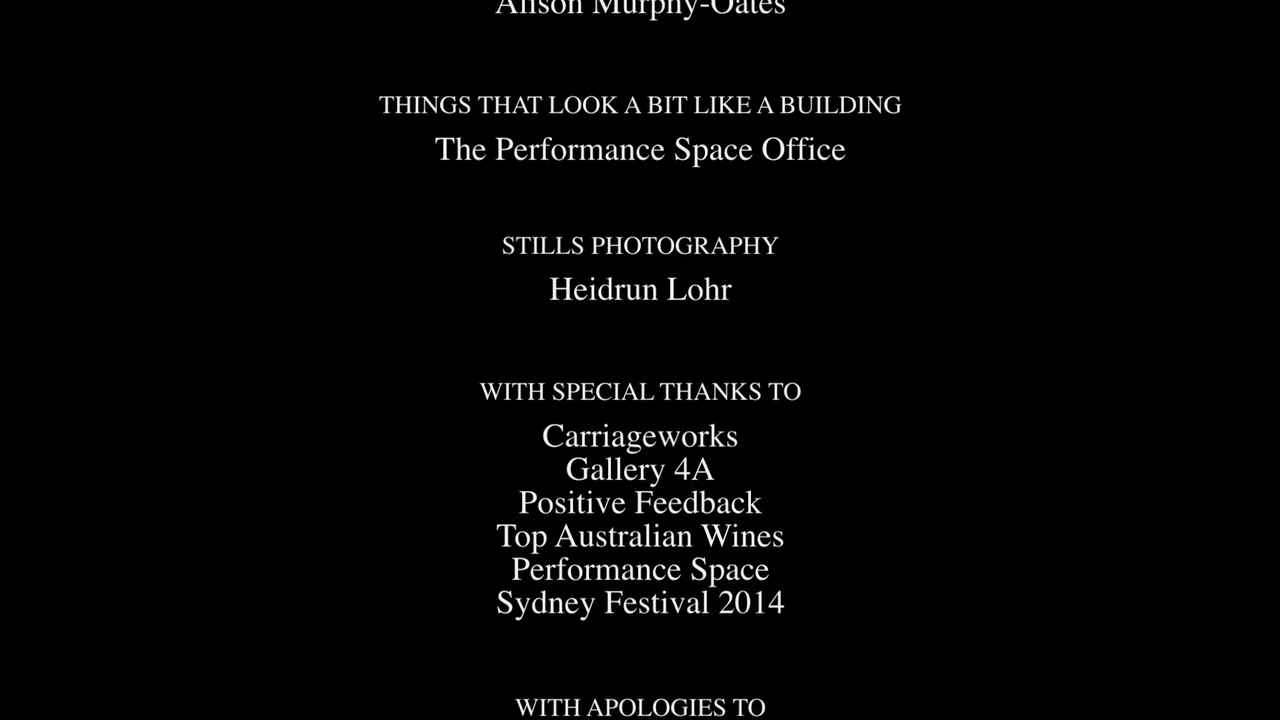 Alison Murphy-Oates
THINGS THAT LOOK A BIT LIKE A BUILDING
The Performance Space Office
STILLS PHOTOGRAPHY
Heidrun Lohr
WITH SPECIAL THANKS TO
Carriageworks
Gallery 4A
Positive Feedback
Top Australian Wines
Performance Space
Sydney Festival 2014
WITH APOLOGIES TO